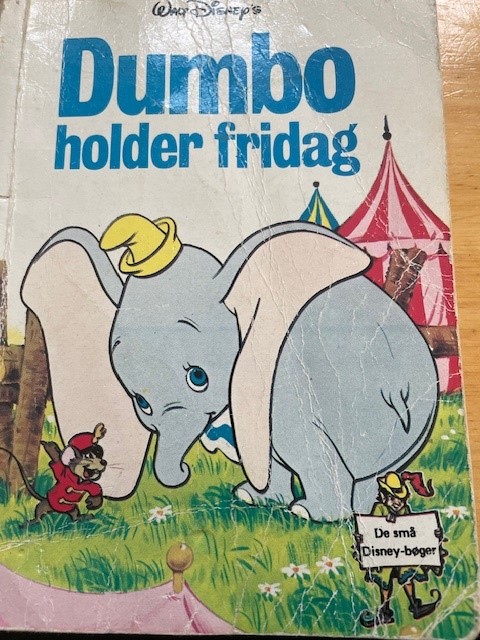 WALT DISNEY'S
Dumbo
holder fridag
De små
Disney-bøger